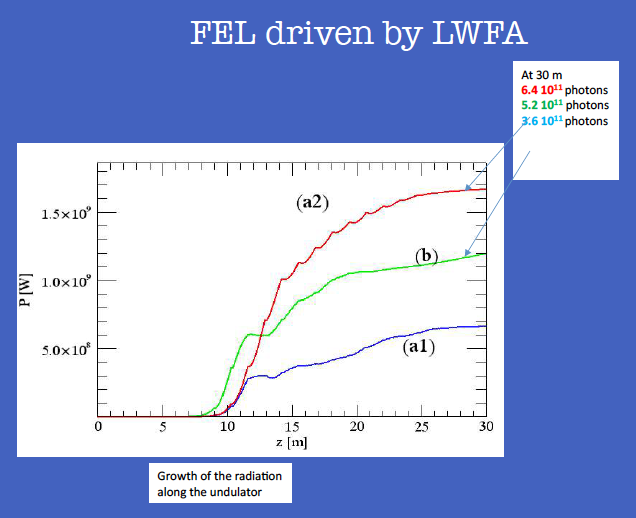 FEL driven by LWFA
At 30 m
6.4 10¹¹ photons
5.2 10¹¹ photons
3.6 10¹¹ photons
(a2)
1.5×10⁹
(b)
1.0×10⁹
P [W]
5.0×10⁸
(a1)
0 5 10 15 20 25 30
z [m]
Growth of the radiation
along the undulator